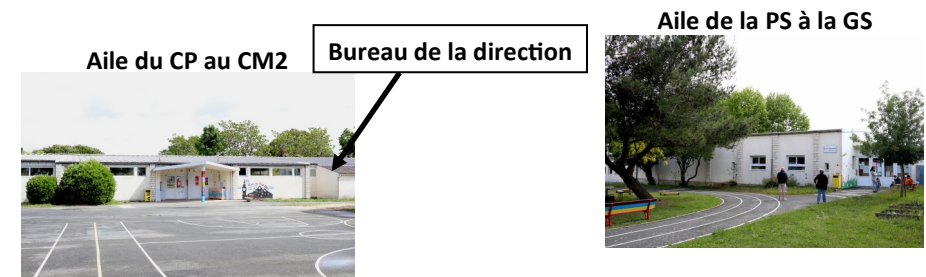 Aile de la PS à la GS
Bureau de la direction
Aile du CP au CM2